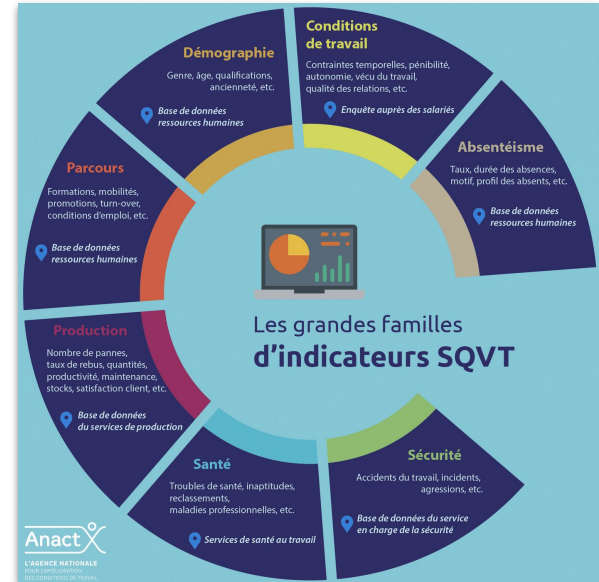 Conditions
de travail
Contraintes temporelles, pénibilité,
autonomie, vécu du travail,
qualité des relations, etc.
Enquête auprès des salariés
Absentéisme
Taux, durée des absences,
motif, profil des absents, etc.
Base de données
ressources humaines
Démographie
Genre, âge, qualifications,
ancienneté, etc.
Base de données
ressources humaines
Parcours
Formations, mobilités,
promotions, turn-over,
conditions d'emploi, etc.
Base de données
ressources humaines
Les grandes familles
d'indicateurs SQVT
Production
Nombre de pannes,
taux de rebus, quantités,
productivité, maintenance,
stocks, satisfaction client, etc.
Base de données
du services de production
Santé
Troubles de santé, inaptitudes,
reclassements,
maladies professionnelles, etc.
Services de santé au travail
Sécurité
Accidents du travail, incidents,
agressions, etc.
Base de données du service
en charge de la sécurité
Anact
L'AGENCE NATIONALE
POUR L'AMÉLIORATION
DES CONDITIONS DE TRAVAIL